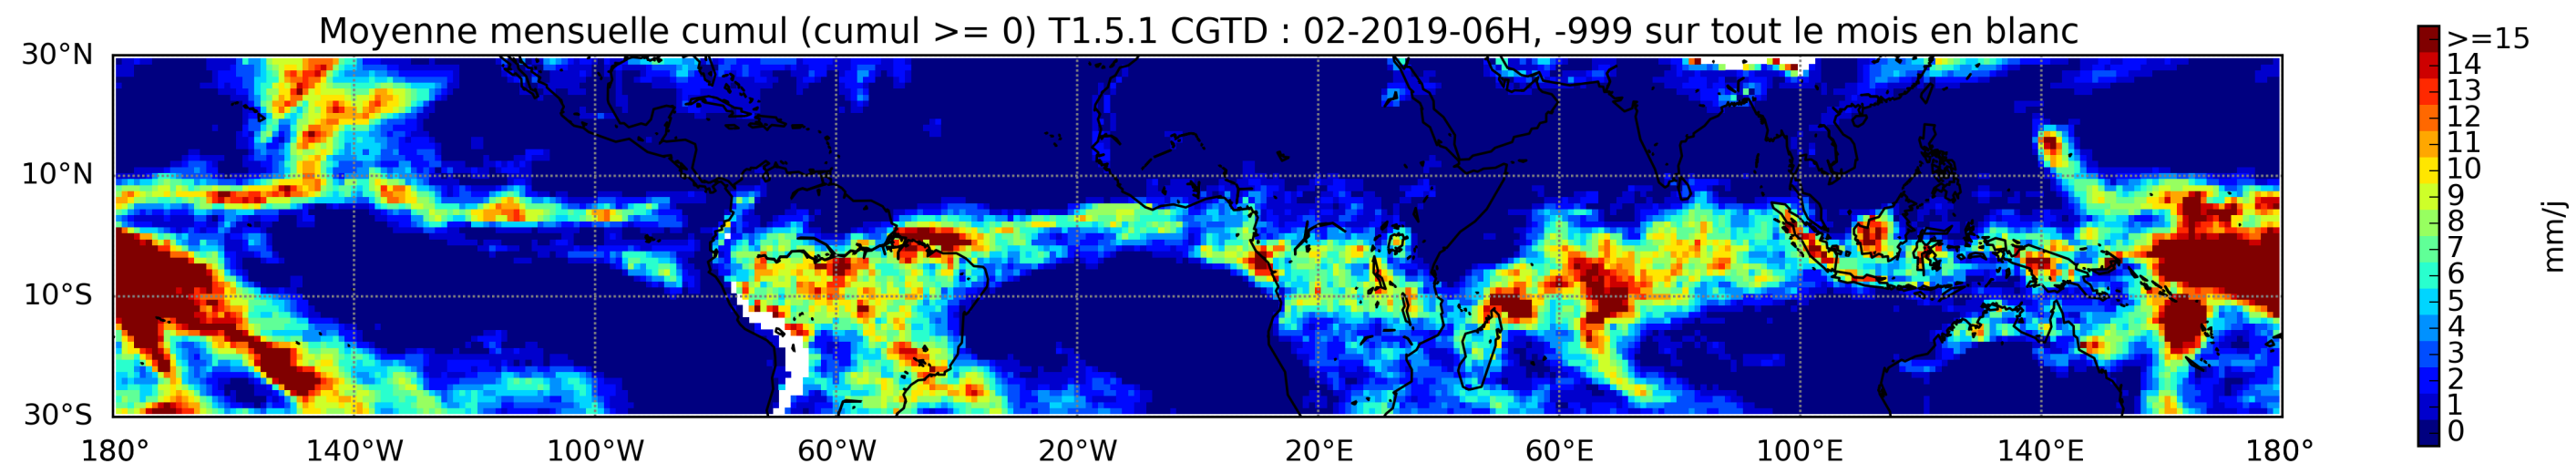 Moyenne mensuelle cumul (cumul >= 0) T1.5.1 CGTD : 02-2019-06H, -999 sur tout le mois en blanc
30°N
10°N
10°S
30°S
180° 140°W 100°W 60°W 20°W 20°E 60°E 100°E 140°E 180°
>=15
14
13
12
11
10
9
8
7
6
5
4
3
2
1
0
mm/j